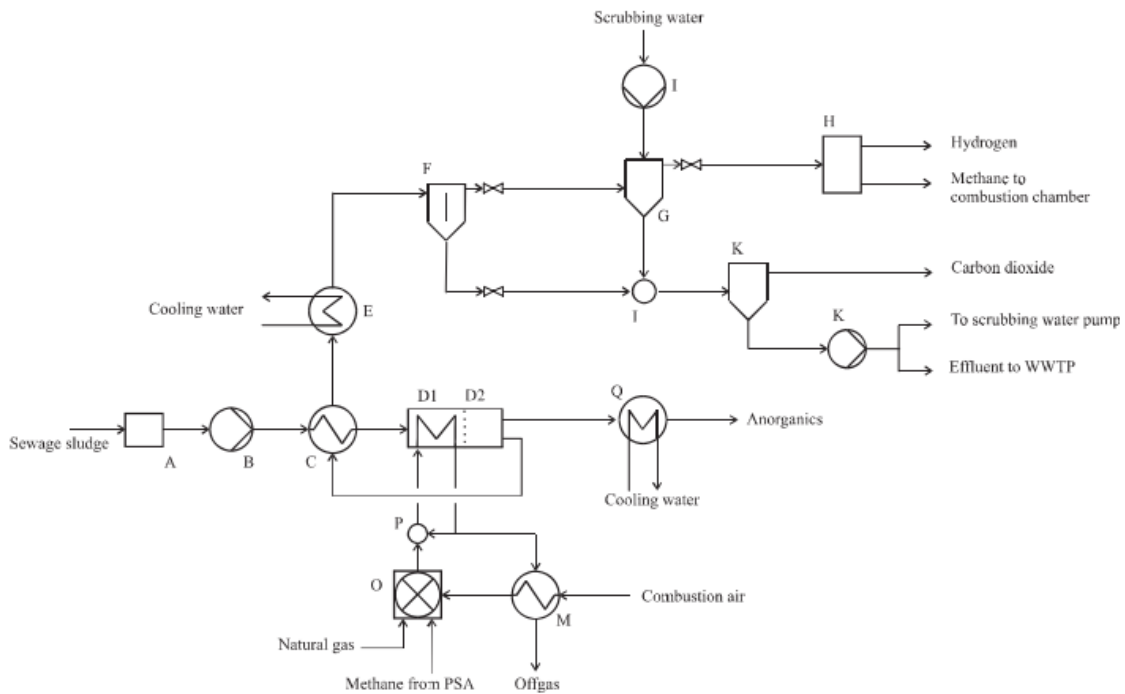 Scrubbing water
I
H
Hydrogen
F
Methane to
combustion chamber
G
K
Carbon dioxide
Cooling water
E
I
K
To scrubbing water pump
Effluent to WWTP
D1 D2
Q
Anorganics
Sewage sludge
A
B
C
Cooling water
P
O
Combustion air
M
Natural gas
Methane from PSA
Offgas